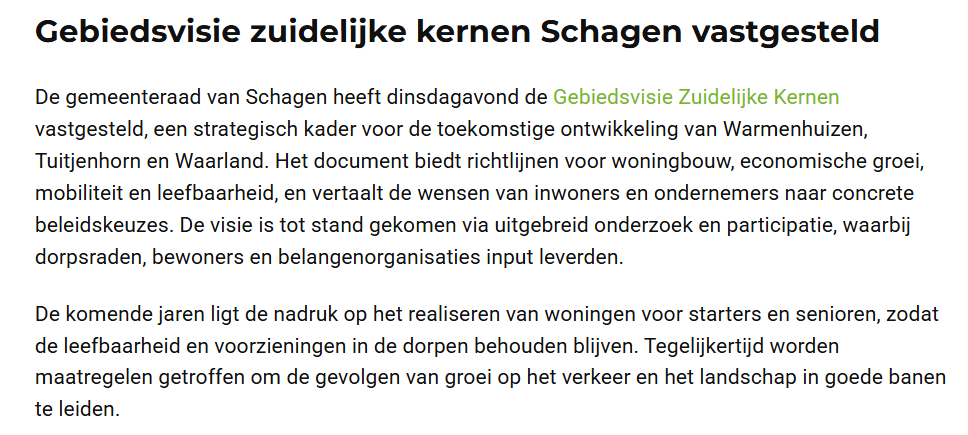 Gebiedsvisie zuidelijke kernen Schagen vastgesteld
De gemeenteraad van Schagen heeft dinsdagavond de Gebiedsvisie Zuidelijke Kernen
vastgesteld, een strategisch kader voor de toekomstige ontwikkeling van Warmenhuizen,
Tuitjenhorn en Waarland. Het document biedt richtlijnen voor woningbouw, economische groei,
mobiliteit en leefbaarheid, en vertaalt de wensen van inwoners en ondernemers naar concrete
beleidskeuzes. De visie is tot stand gekomen via uitgebreid onderzoek en participatie, waarbij
dorpsraden, bewoners en belangenorganisaties input leverden.
De komende jaren ligt de nadruk op het realiseren van woningen voor starters en senioren, zodat
de leefbaarheid en voorzieningen in de dorpen behouden blijven. Tegelijkertijd worden
maatregelen getroffen om de gevolgen van groei op het verkeer en het landschap in goede banen
te leiden.